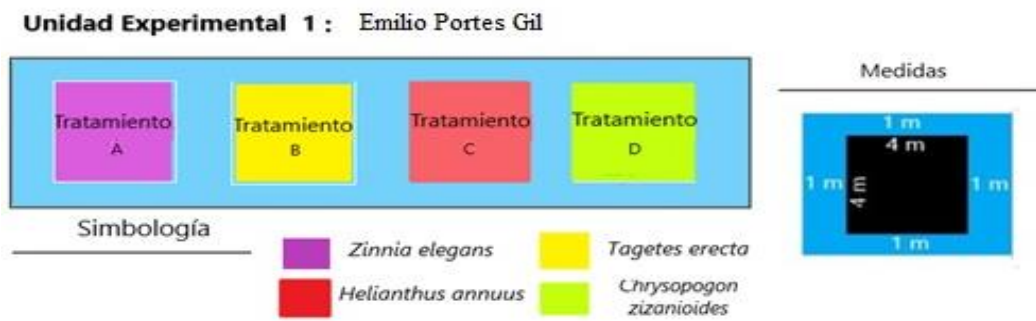 Unidad Experimental 1 : Emilio Portes Gil
Tratamiento
A
Tratamiento
B
Tratamiento
C
Tratamiento
D
Medidas
1 m
4 m
1 m
4 m
1 m
1 m
Simbología
Zinnia elegans
Tagetes erecta
Helianthus annuus
Chrysopogon
zizanioides